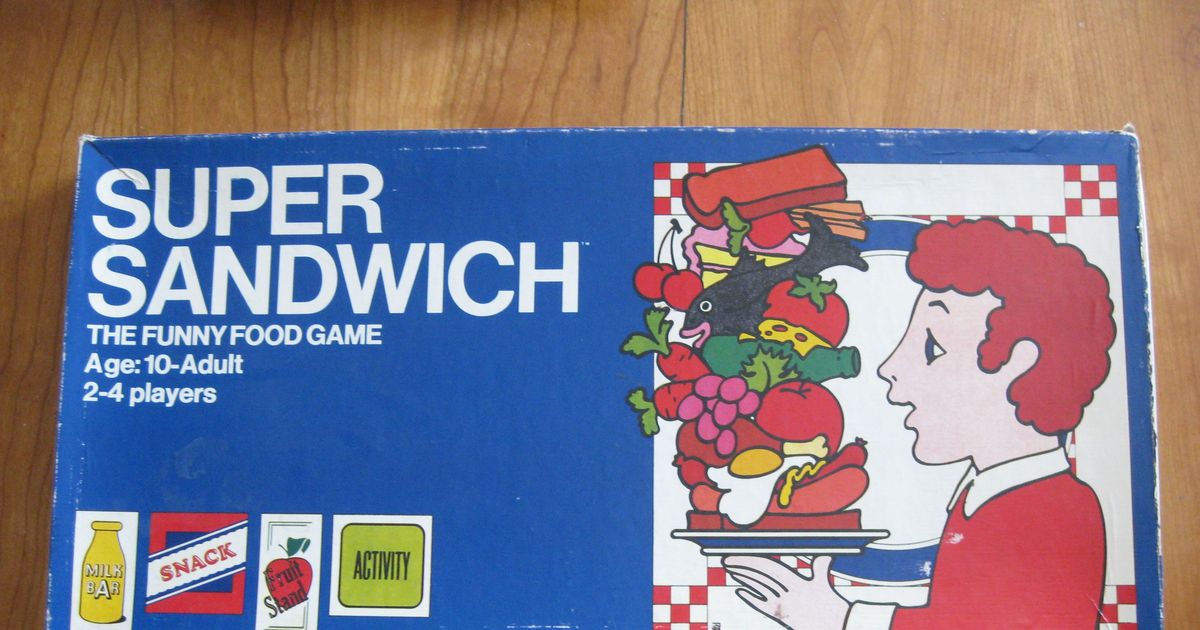 SUPER
SANDWICH™
THE FUNNY FOOD GAME
Age: 10-Adult
2-4 players
MILK
BAR
SNACK
Fruit
Stand
ACTIVITY